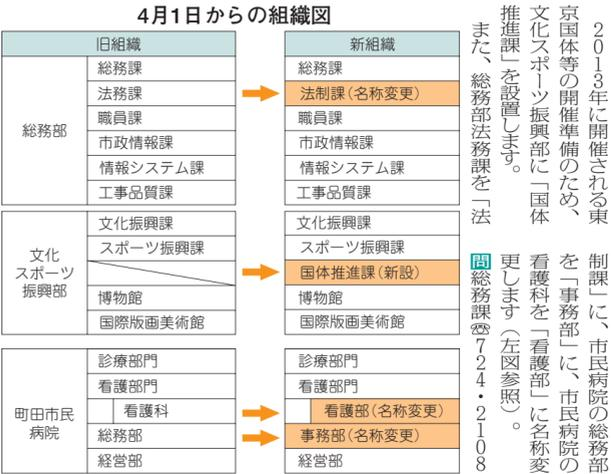 4月1日からの組織図
旧組織 新組織
総務部
総務課 総務課
法務課 法制課(名称変更)
職員課 職員課
市政情報課 市政情報課
情報システム課 情報システム課
工事品質課 工事品質課
文化
スポーツ
振興部
文化振興課 文化振興課
スポーツ振興課 スポーツ振興課
国体推進課(新設)
博物館 博物館
国際版画美術館 国際版画美術館
町田市民
病院
診療部門 診療部門
看護部門 看護部門
看護科 看護部(名称変更)
総務部 事務部(名称変更)
経営部 経営部
2013年に開催される東
京国体等の開催準備のため、
文化スポーツ振興部に「国体
推進課」を設置します。
また、総務部法務課を「法
制課」に、市民病院の総務部
を「事務部」に、市民病院の
看護科を「看護部」に名称変
更します(左図参照)。
問総務課☎724・2108